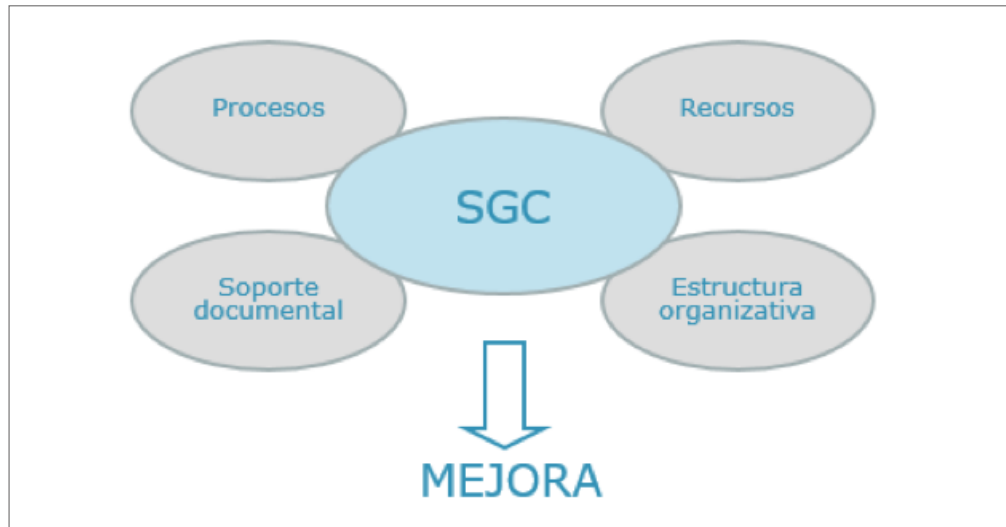 Procesos
Recursos
SGC
Soporte
documental
Estructura
organizativa
MEJORA